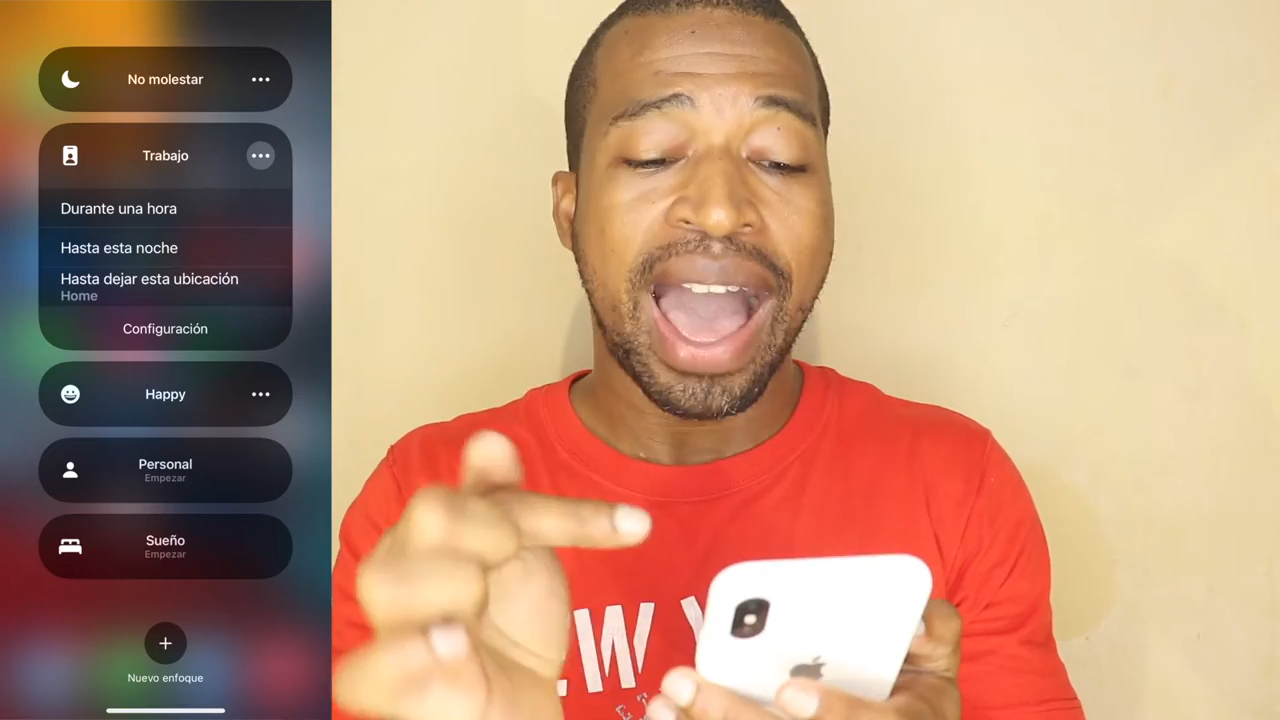 No molestar
Trabajo
Durante una hora
Hasta esta noche
Hasta dejar esta ubicación
Home
Configuración
Happy
Personal
Empezar
Sueño
Empezar
Nuevo enfoque
EW Y